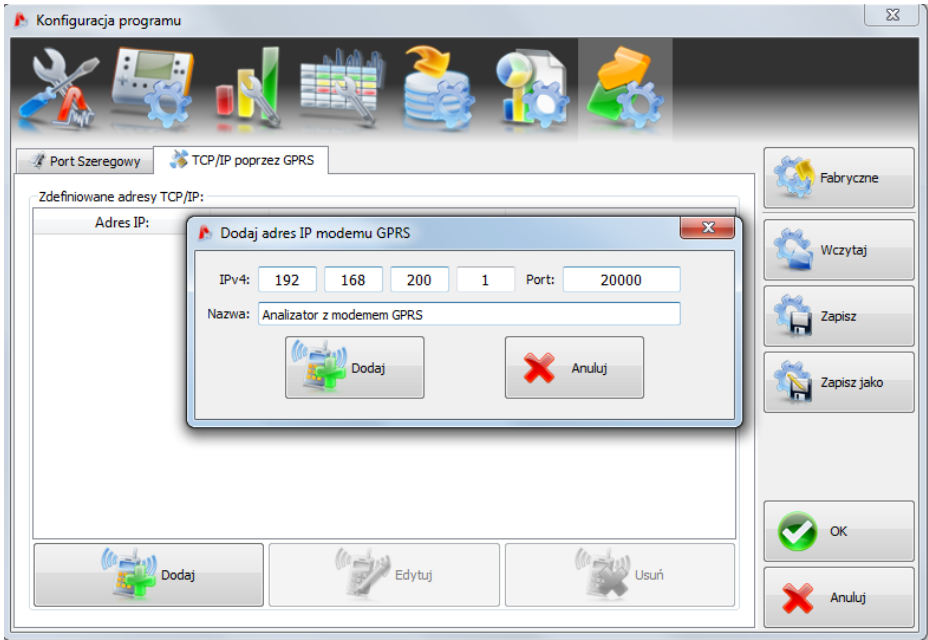 Konfiguracja programu
Port Szeregowy
TCP/IP poprzez GPRS
Zdefiniowane adresy TCP/IP:
Adres IP:
Dodaj adres IP modemu GPRS
IPv4: 192 168 200 1 Port: 20000
Nazwa: Analizator z modemem GPRS
Dodaj
Anuluj
Dodaj
Edytuj
Usuń
Fabryczne
Wczytaj
Zapisz
Zapisz jako
OK
Anuluj